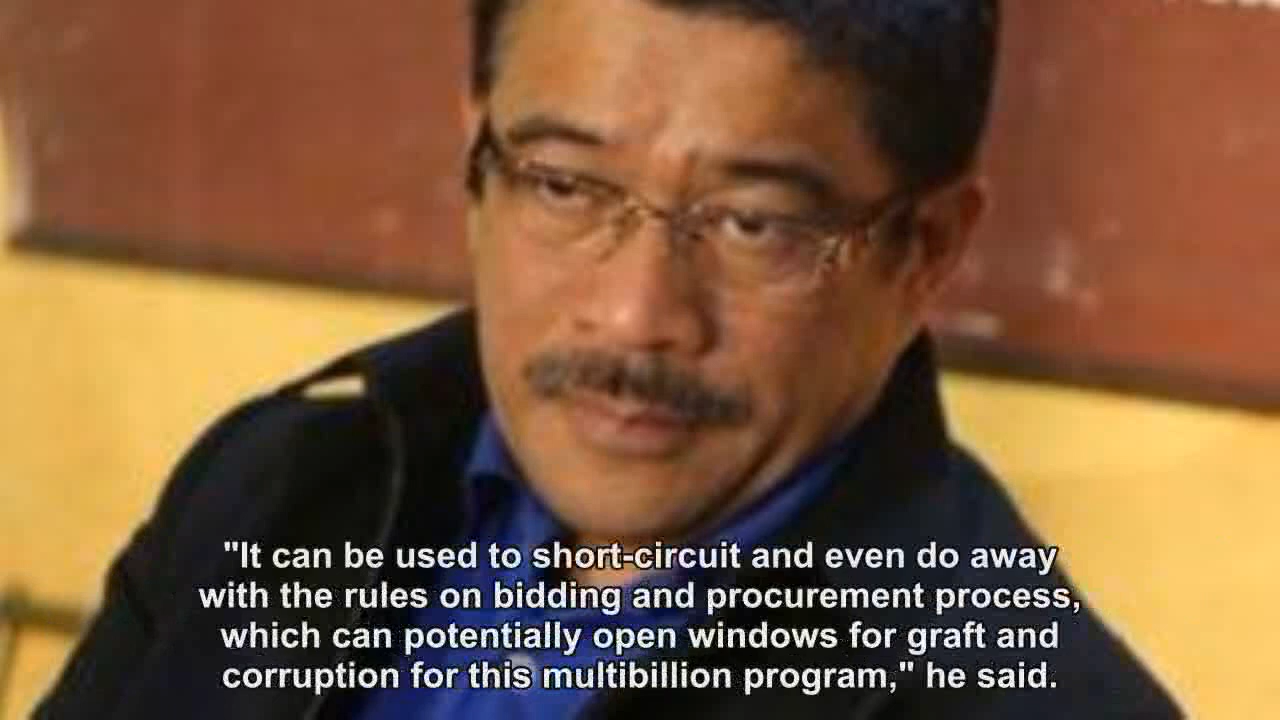 "It can be used to short-circuit and even do away
with the rules on bidding and procurement process,
which can potentially open windows for graft and
corruption for this multibillion program," he said.